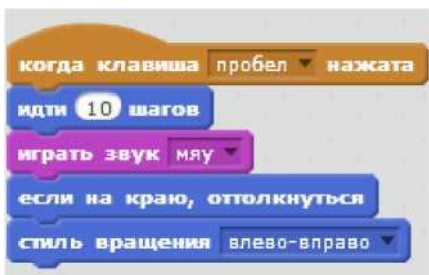 когда клавиша пробел нажата
идти 10 шагов
играть звук мяу
если на краю, оттолкнуться
стиль вращения влево-вправо